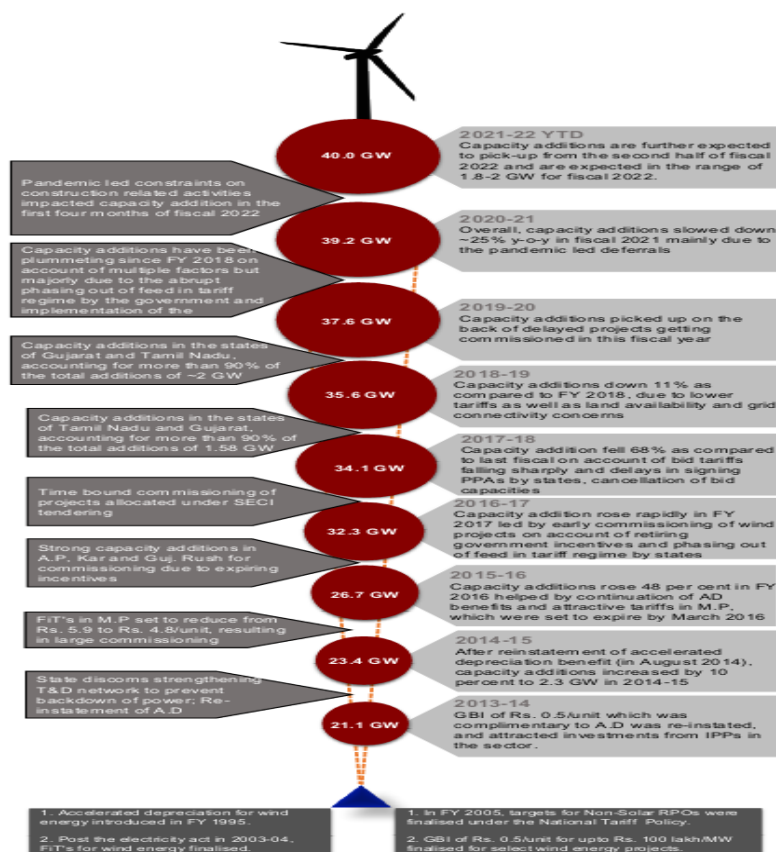 40.0 GW
2021-22 YTD
Capacity additions are further expected
to pick-up from the second half of fiscal
2022 and are expected in the range of
1.8-2 GW for fiscal 2022.
Pandemic led constraints on
construction related activities
impacted capacity addition in
the first four months of fiscal 2022
39.2 GW
2020-21
Overall, capacity additions slowed down
~25% y-o-y in fiscal 2021 mainly due to
the pandemic led deferrals
Capacity additions have been
plummeting since FY 2018 on
account of multiple factors but
majorly due to the abrupt
phasing out of feed in tariff
regime by the government and
implementation of the
37.6 GW
2019-20
Capacity additions picked up on the
back of delayed projects getting
commissioned in this fiscal year
Capacity additions in the states
of Gujarat and Tamil Nadu,
accounting for more than 90% of
the total additions of ~2 GW
35.6 GW
2018-19
Capacity additions down 11% as
compared to FY 2018, due to lower
tariffs as well as land availability and grid
connectivity concerns
Capacity additions in the states
of Tamil Nadu and Gujarat,
accounting for more than 90% of
the total additions of 1.58 GW
34.1 GW
2017-18
Capacity addition fell 68% as compared
to last fiscal on account of bid tariffs
falling sharply and delays in signing
PPAs by states, cancellation of bid
capacities
Time bound commissioning of
projects allocated under SECI
tendering
32.3 GW
2016-17
Capacity addition rose rapidly in FY
2017 led by early commissioning of wind
projects on account of retiring
government incentives and phasing out
of feed in tariff regime by states
Strong capacity additions in
A.P, Kar and Guj. Rush for
commissioning due to expiring
incentives
26.7 GW
2015-16
Capacity additions rose 48 per cent in FY
2016 helped by continuation of AD
benefits and attractive tariffs in M.P,
which were set to expire by March 2016
FiT's in M.P set to reduce from
Rs. 5.9 to Rs. 4.8/unit, resulting
in large commissioning
23.4 GW
2014-15
After reinstatement of accelerated
depreciation benefit (in August 2014),
capacity additions increased by 10
percent to 2.3 GW in 2014-15
State discoms strengthening
T&D network to prevent
backdown of power; Re-
instatement of A.D
21.1 GW
2013-14
GBI of Rs. 0.5/unit which was
complimentary to A.D was re-instated,
and attracted investments from IPPs in
the sector.
1. Accelerated depreciation for wind
energy introduced in FY 1995.
2. Post the electricity act in 2003-04,
FiT's for wind energy finalised.
1. In FY 2005, targets for Non-Solar RPOs were
finalised under the National Tariff Policy.
2. GBI of Rs. 0.5/unit for upto Rs. 100 lakh/MW
finalised for select wind energy projects.